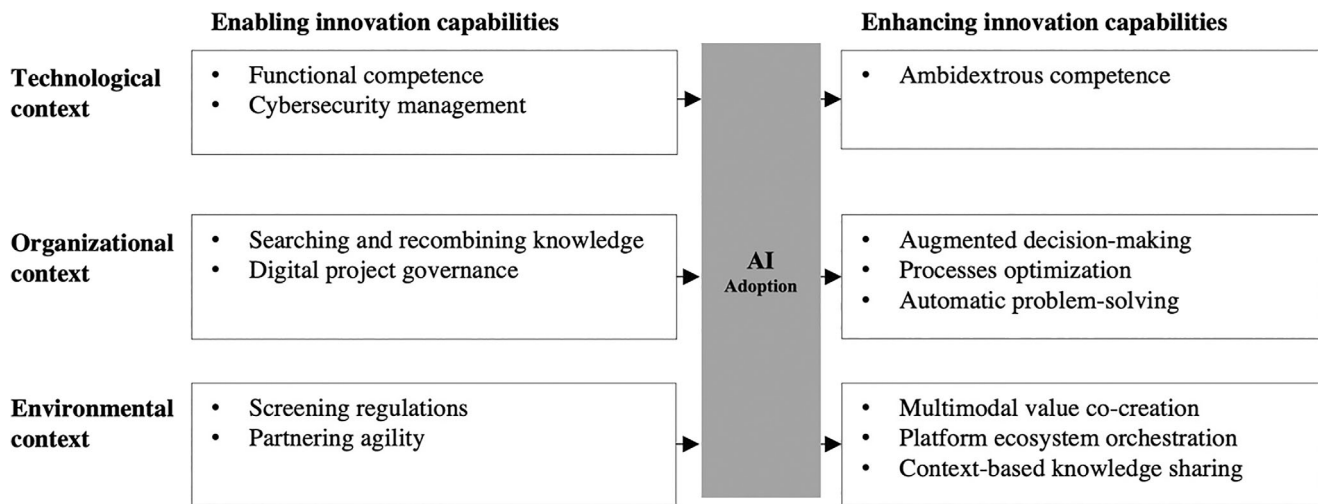 Enabling innovation capabilities
Enhancing innovation capabilities
Technological
context
• Functional competence
• Cybersecurity management
• Ambidextrous competence
Organizational
context
• Searching and recombining knowledge
• Digital project governance
AI
Adoption
• Augmented decision-making
• Processes optimization
• Automatic problem-solving
Environmental
context
• Screening regulations
• Partnering agility
• Multimodal value co-creation
• Platform ecosystem orchestration
• Context-based knowledge sharing